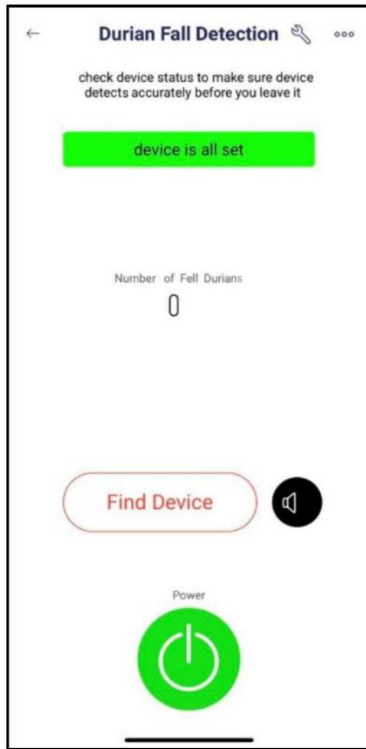 Durian Fall Detection
check device status to make sure device
detects accurately before you leave it
device is all set
Number of Fell Durians
0
Find Device
Power